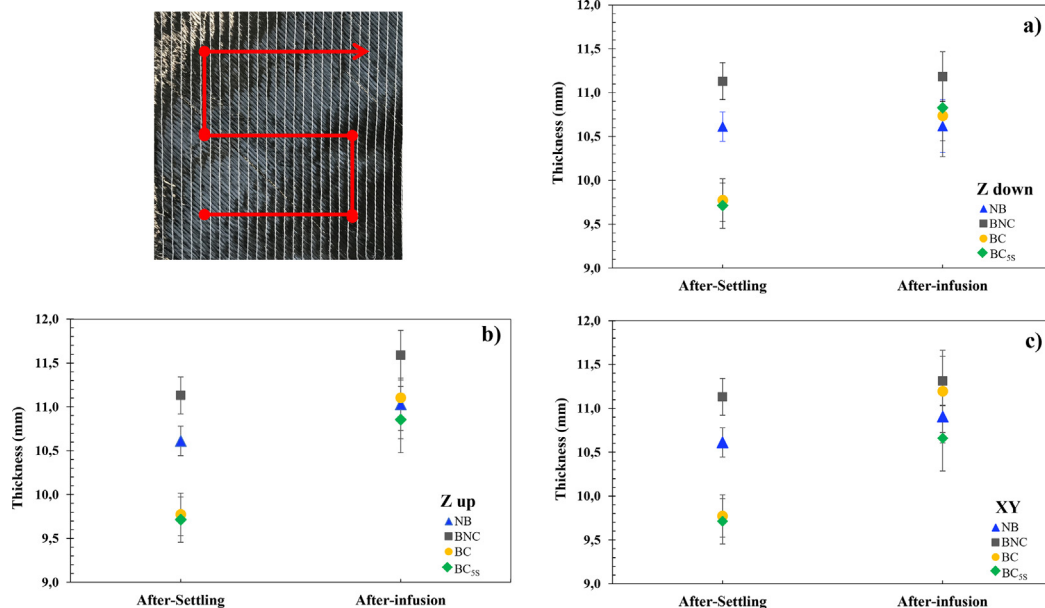 a)
12,0
11,5
11,0
10,5
10,0
9,5
9,0
Thickness (mm)
Z down
NB
BNC
BC
BC5S
After-Settling
After-infusion
b)
12,0
11,5
11,0
10,5
10,0
9,5
9,0
Thickness (mm)
Z up
NB
BNC
BC
BC5S
After-Settling
After-infusion
c)
12,0
11,5
11,0
10,5
10,0
9,5
9,0
Thickness (mm)
XY
NB
BNC
BC
BC5S
After-Settling
After-infusion